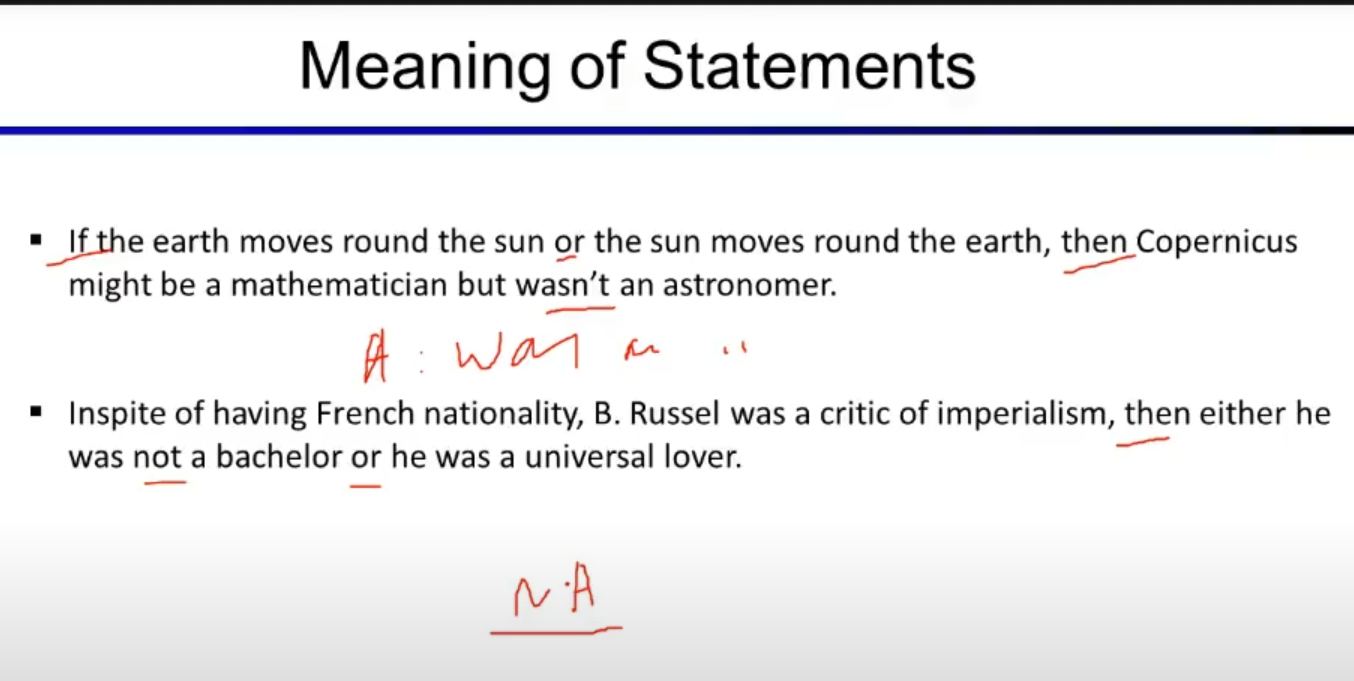 Meaning of Statements
▪ If the earth moves round the sun or the sun moves round the earth, then Copernicus
might be a mathematician but wasn't an astronomer.
A : was an "
▪ Inspite of having French nationality, B. Russel was a critic of imperialism, then either he
was not a bachelor or he was a universal lover.
N.A